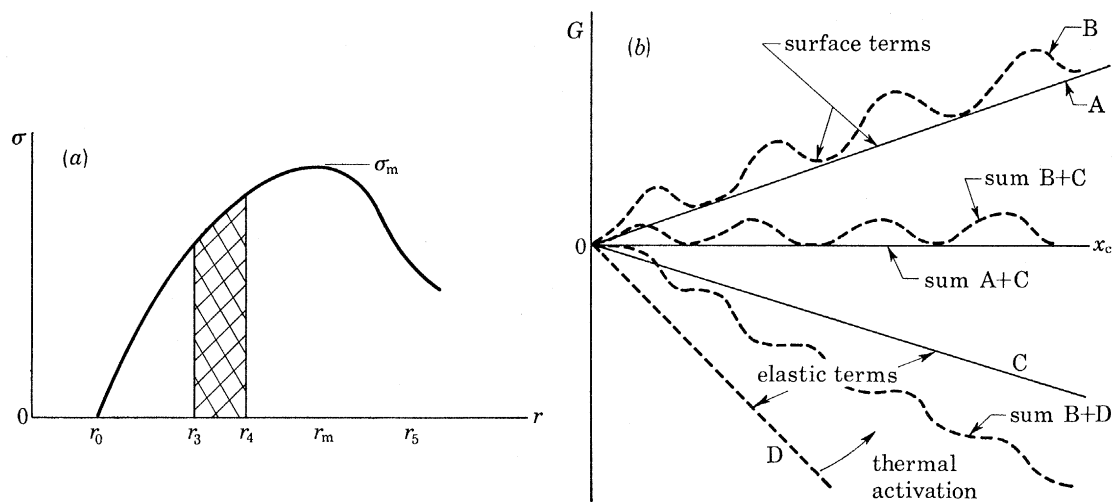 (a)
σ
σm
0
r0
r3
r4
rm
r5
r
(b)
G
B
surface terms
A
sum B+C
0
xc
sum A+C
C
elastic terms
sum B+D
D
thermal
activation